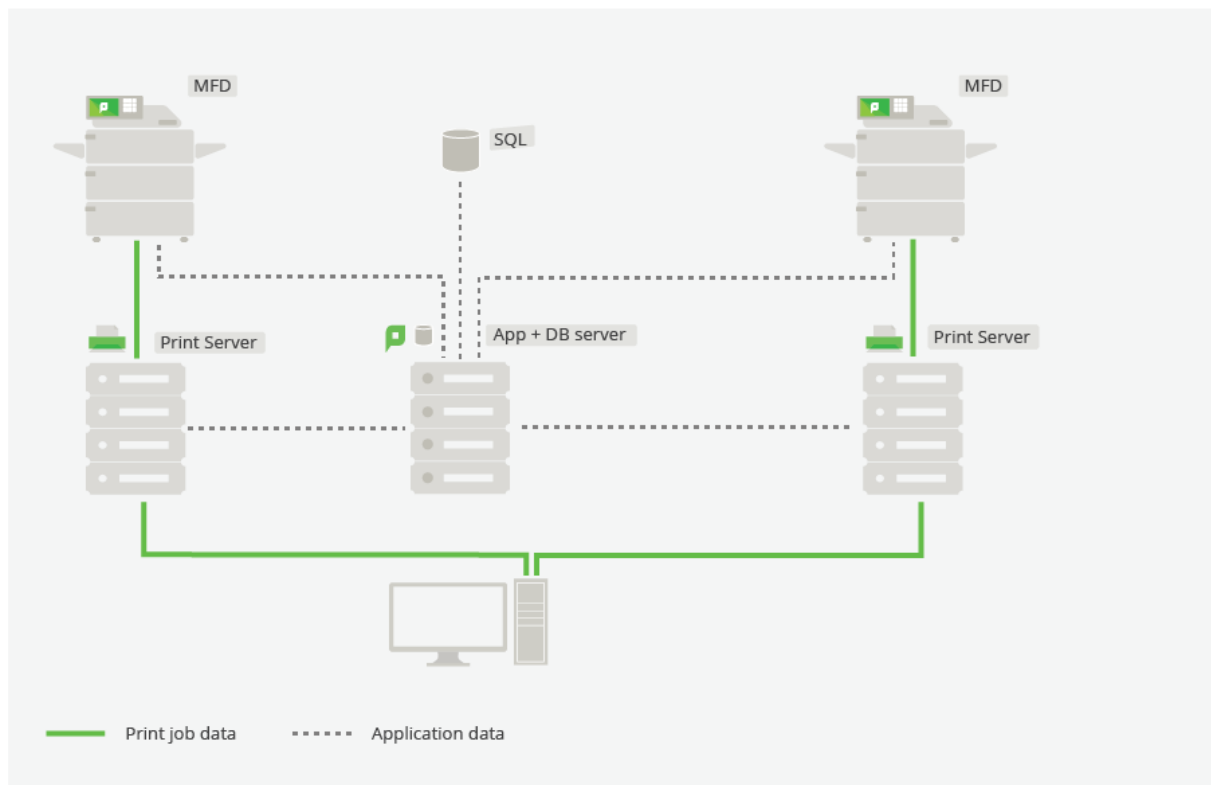 MFD
MFD
SQL
Print Server
App + DB server
Print Server
Print job data
Application data